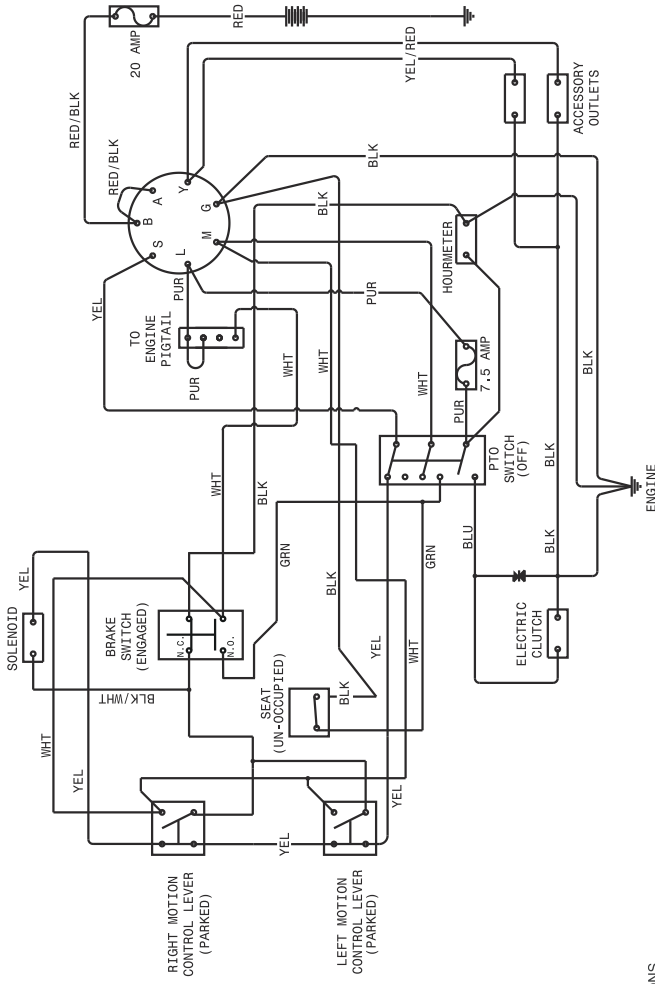 RED
20 AMP
RED/BLK
RED/BLK
YEL/RED
ACCESSORY
OUTLETS
BLK
A
B
Y
S
G
L
M
BLK
HOURMETER
PUR
PUR
YEL
TO
ENGINE
PIGTAIL
PUR
WHT
WHT
WHT
7.5 AMP
PUR
BLK
PTO
SWITCH
(OFF)
BLK
WHT
BLK
GRN
BLK
GRN
BLU
BLK
ENGINE
YEL
SOLENOID
BRAKE
SWITCH
(ENGAGED)
N.C.
N.O.
YEL
WHT
ELECTRIC
CLUTCH
BLK/WHT
SEAT
(UN-OCCUPIED)
BLK
WHT
YEL
YEL
YEL
RIGHT MOTION
CONTROL LEVER
(PARKED)
LEFT MOTION
CONTROL LEVER
(PARKED)
NS